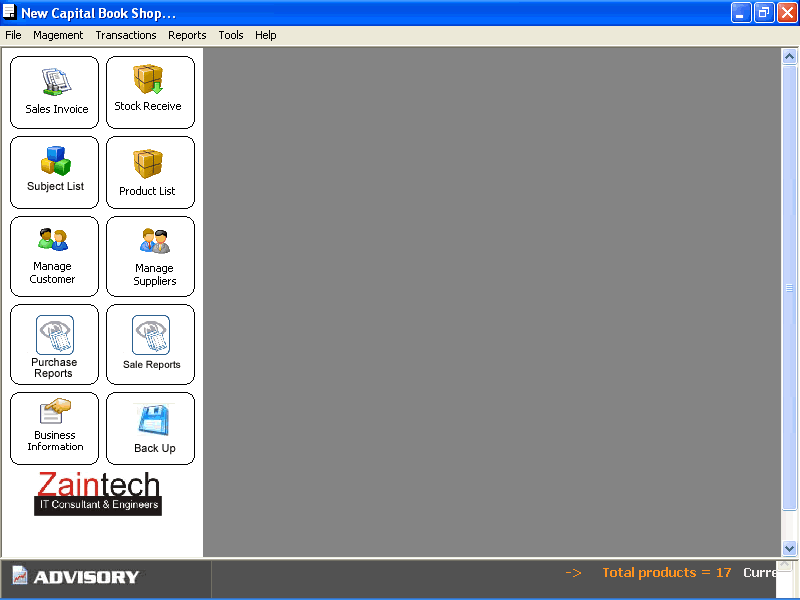 New Capital Book Shop...
File Magement Transactions Reports Tools Help
Sales Invoice
Stock Receive
Subject List
Product List
Manage
Customer
Manage
Suppliers
Purchase
Reports
Sale Reports
Business
Information
Back Up
Zaintech
IT Consultant & Engineers
ADVISORY
-> Total products = 17 Curre